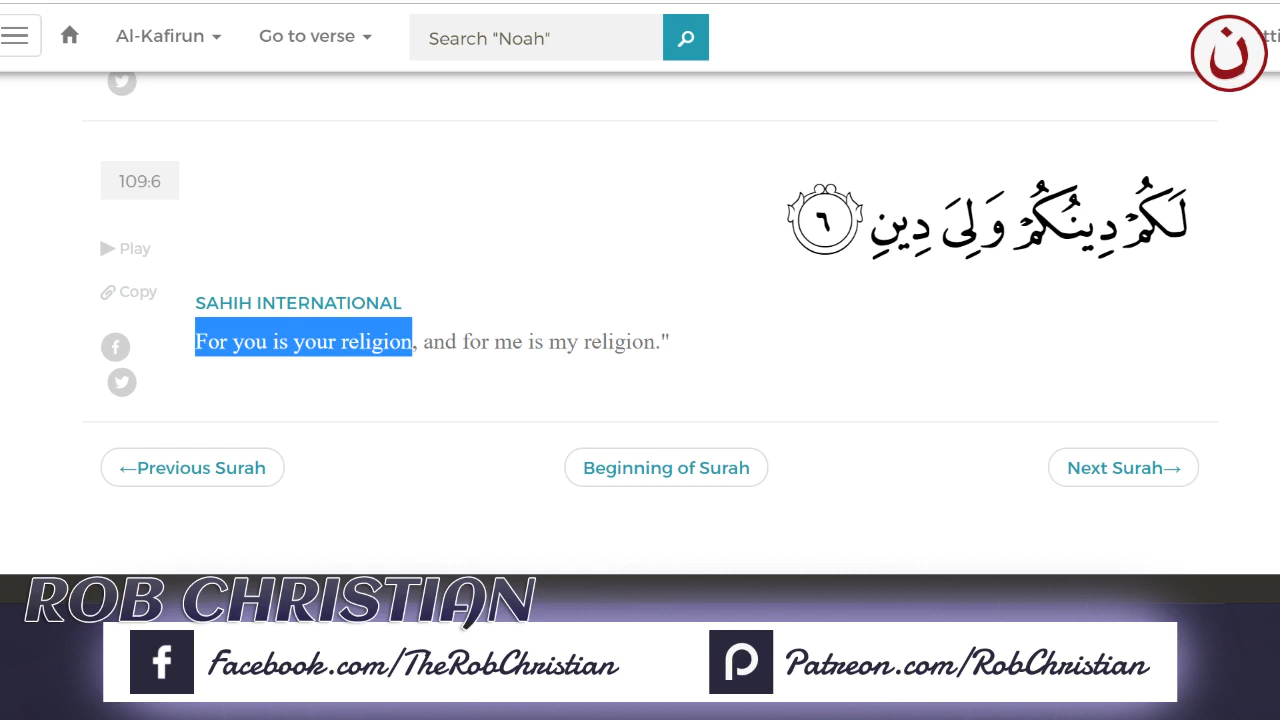 Al-Kafirun
Go to verse
Search "Noah"
ن
109:6
لَكُمْ دِينُكُمْ وَلِىَ دِينِ ٦
Play
Copy
SAHIH INTERNATIONAL
For you is your religion, and for me is my religion."
←Previous Surah
Beginning of Surah
Next Surah→
ROB CHRISTIAN
Facebook.com/TheRobChristian
Patreon.com/RobChristian